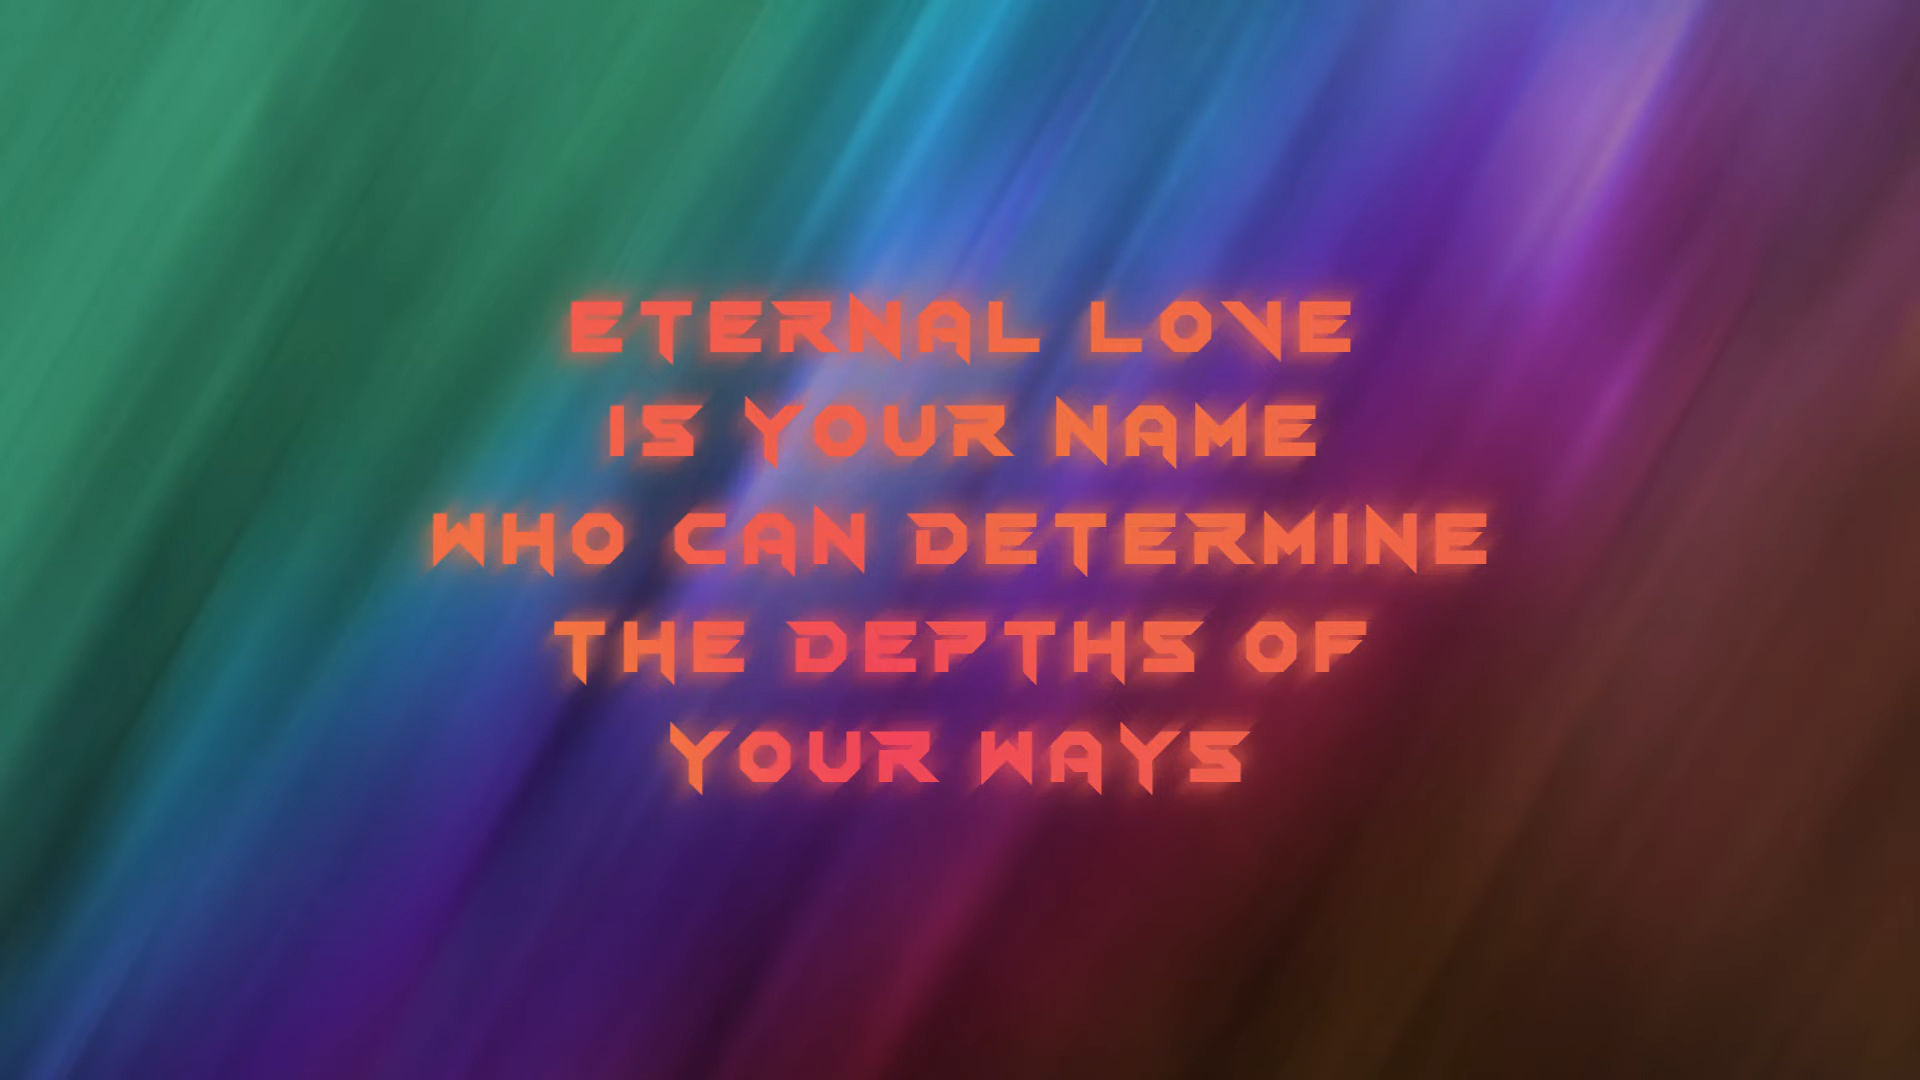 ETERNAL LOVE
IS YOUR NAME
WHO CAN DETERMINE
THE DEPTHS OF
YOUR WAYS